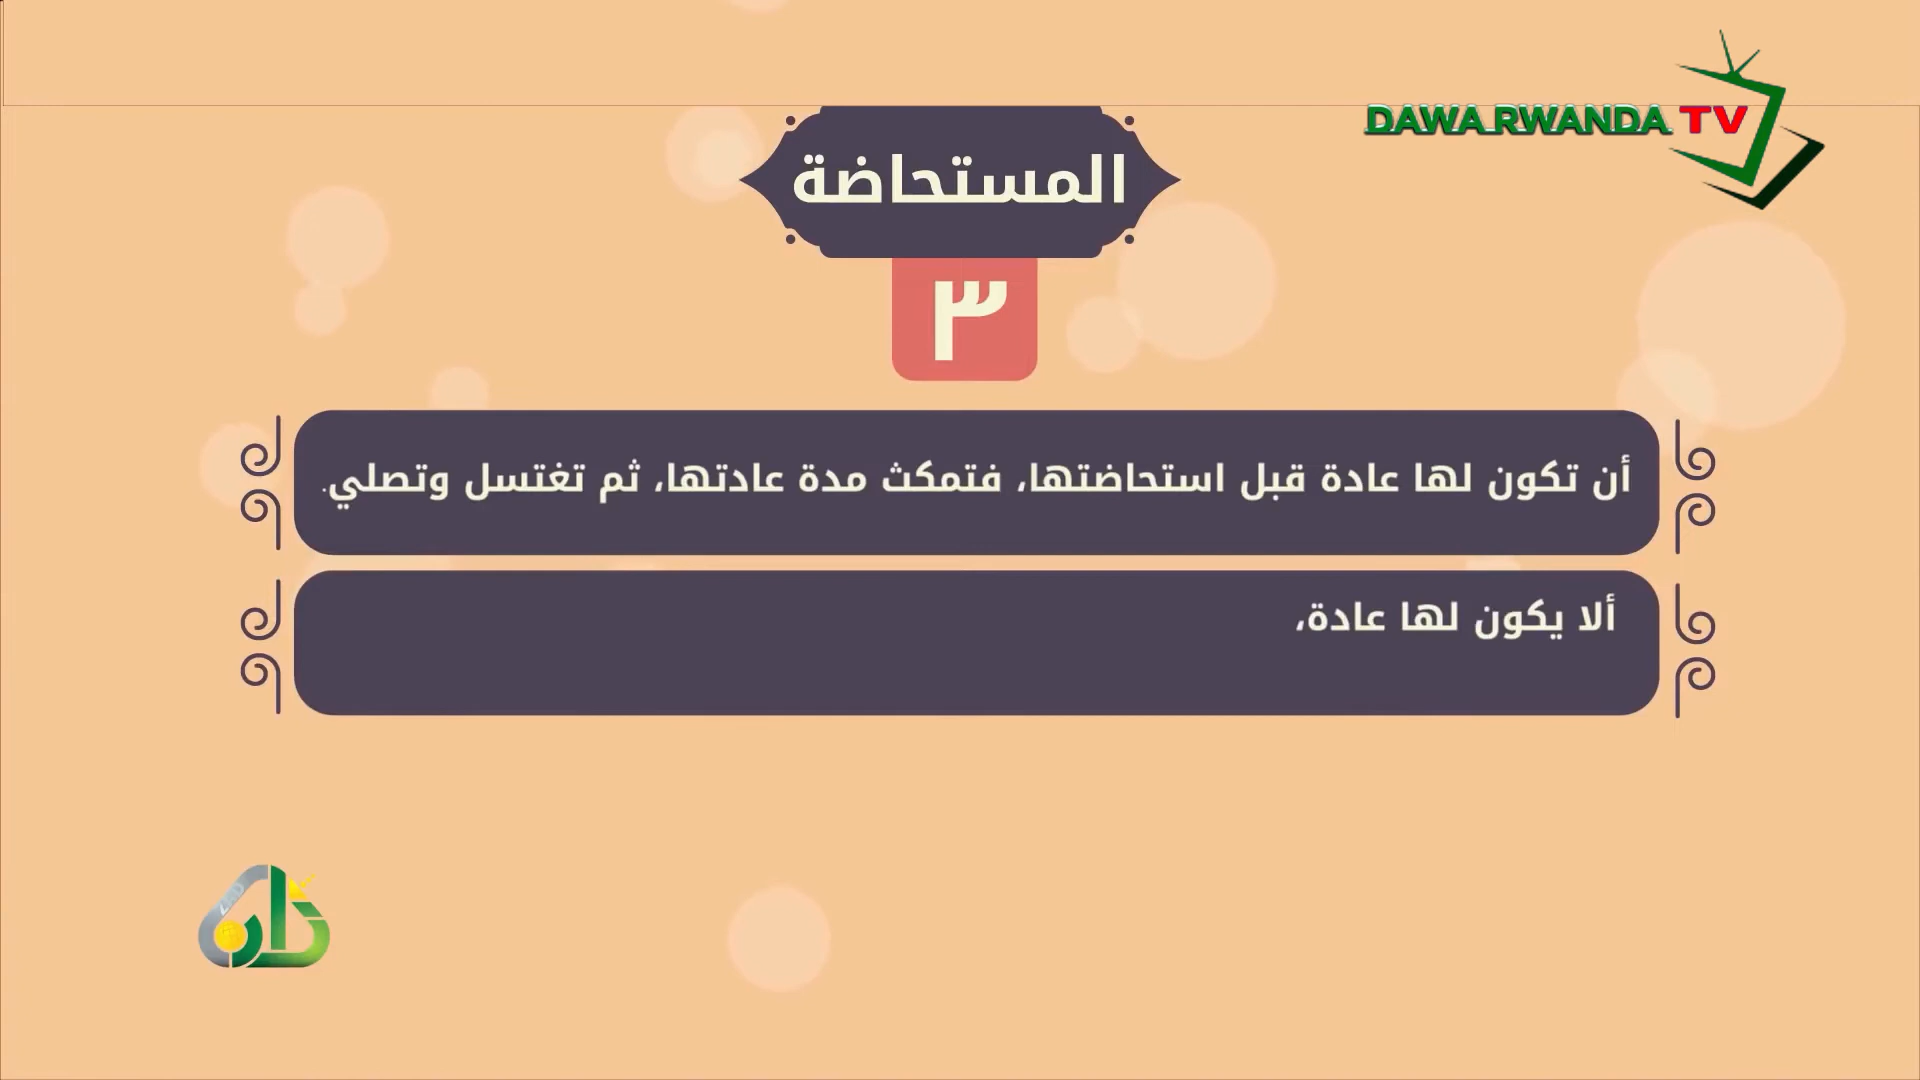 DAWA RWANDA TV
المستحاضة
٣
أن تكون لها عادة قبل استحاضتها، فتمكث مدة عادتها، ثم تغتسل وتصلي.
ألا يكون لها عادة،